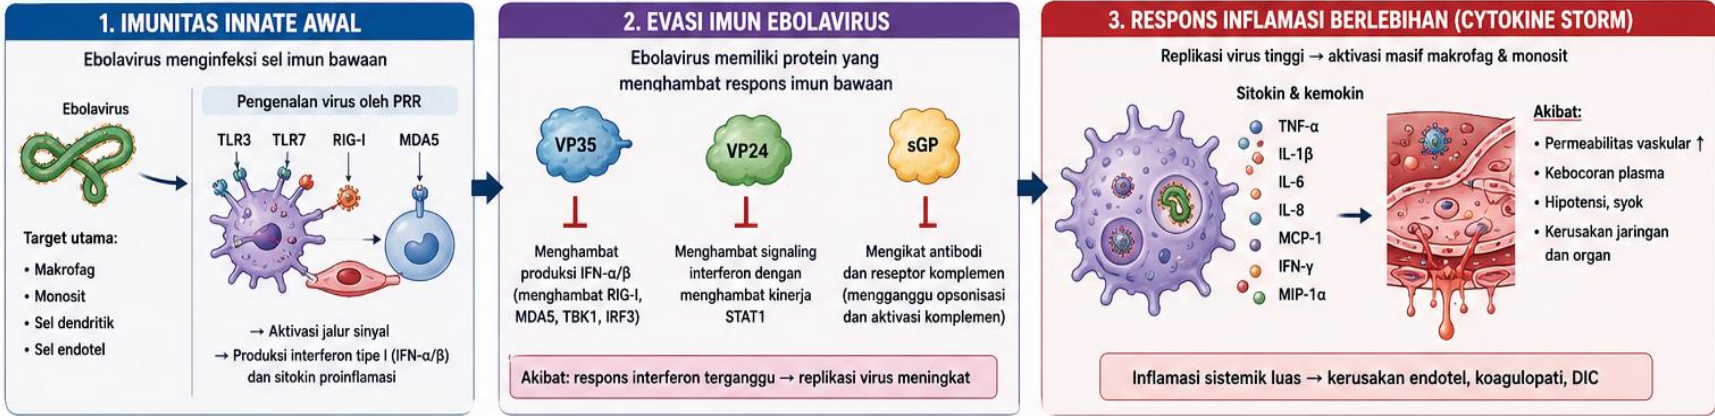 1. IMUNITAS INNATE AWAL
Ebolavirus menginfeksi sel imun bawaan
Ebolavirus
Target utama:
• Makrofag
• Monosit
• Sel dendritik
• Sel endotel
Pengenalan virus oleh PRR
TLR3 TLR7 RIG-I MDA5
→ Aktivasi jalur sinyal
→ Produksi interferon tipe I (IFN-α/β)
dan sitokin proinflamasi
2. EVASI IMUN EBOLAVIRUS
Ebolavirus memiliki protein yang
menghambat respons imun bawaan
VP35
Menghambat
produksi IFN-α/β
(menghambat RIG-I,
MDA5, TBK1, IRF3)
VP24
Menghambat signaling
interferon dengan
menghambat kinerja
STAT1
sGP
Mengikat antibodi
dan reseptor komplemen
(mengganggu opsonisasi
dan aktivasi komplemen)
Akibat: respons interferon terganggu → replikasi virus meningkat
3. RESPONS INFLAMASI BERLEBIHAN (CYTOKINE STORM)
Replikasi virus tinggi → aktivasi masif makrofag & monosit
Sitokin & kemokin
TNF-α
IL-1β
IL-6
IL-8
MCP-1
IFN-γ
MIP-1α
Akibat:
• Permeabilitas vaskular ↑
• Kebocoran plasma
• Hipotensi, syok
• Kerusakan jaringan
dan organ
Inflamasi sistemik luas → kerusakan endotel, koagulopati, DIC